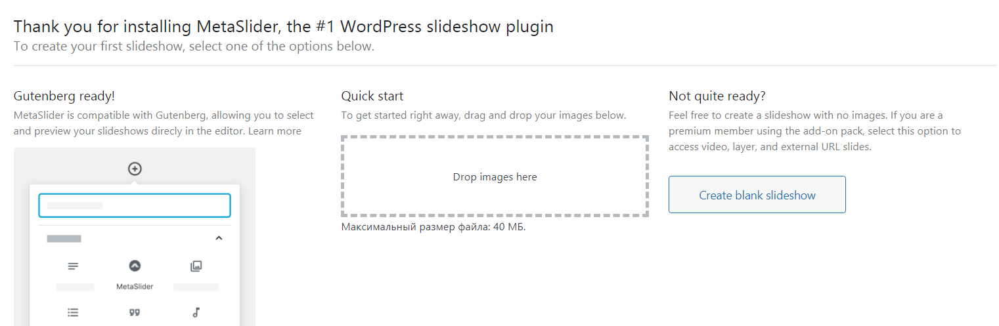 Thank you for installing MetaSlider, the #1 WordPress slideshow plugin
To create your first slideshow, select one of the options below.
Gutenberg ready!
MetaSlider is compatible with Gutenberg, allowing you to select
and preview your slideshows direcly in the editor. Learn more
MetaSlider
Quick start
To get started right away, drag and drop your images below.
Drop images here
Максимальный размер файла: 40 МБ.
Not quite ready?
Feel free to create a slideshow with no images. If you are a
premium member using the add-on pack, select this option to
access video, layer, and external URL slides.
Create blank slideshow